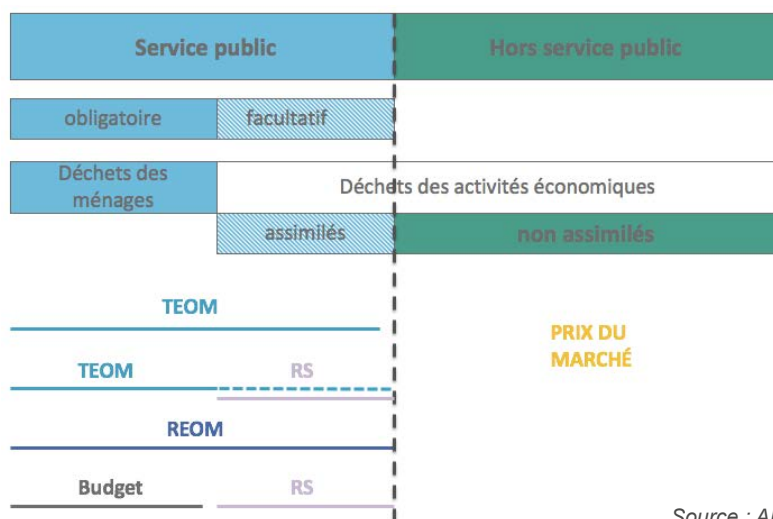 Service public
Hors service public
obligatoire
facultatif
Déchets des
ménages
Déchets des activités économiques
assimilés
non assimilés
TEOM
PRIX DU
MARCHÉ
TEOM
RS
REOM
Budget
RS
Source :